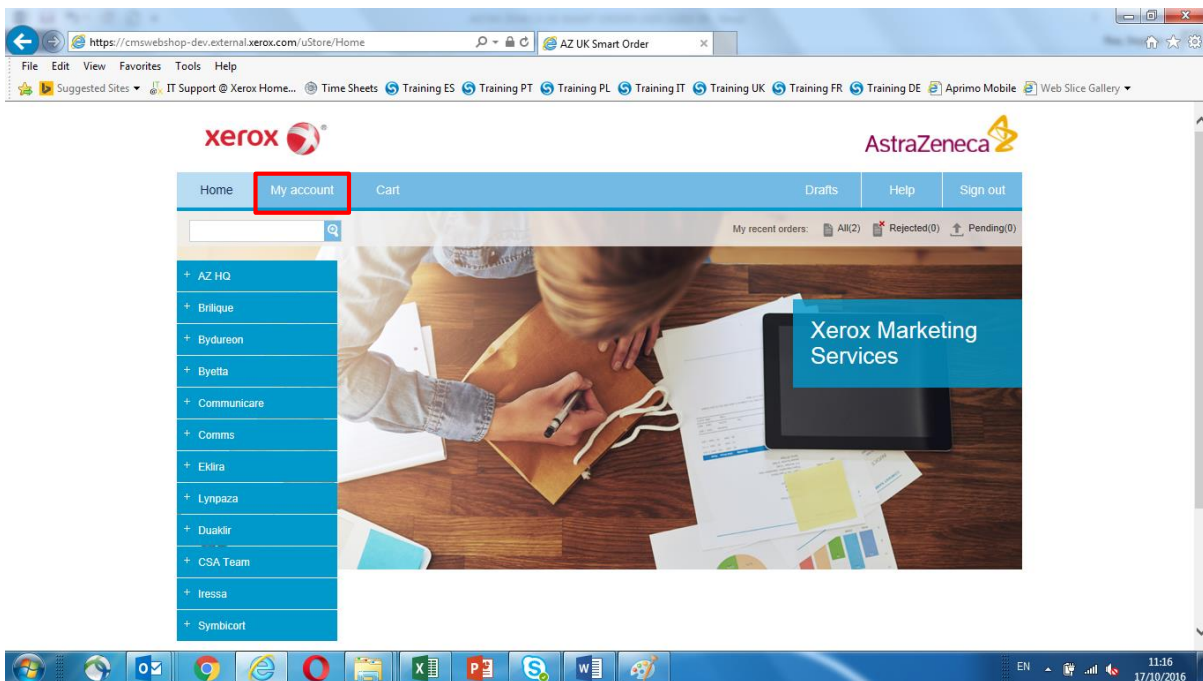 https://cmswebshop-dev.external.xerox.com/uStore/Home
AZ UK Smart Order
File Edit View Favorites Tools Help
Suggested Sites IT Support @ Xerox Home... Time Sheets Training ES Training PT Training PL Training IT Training UK Training FR Training DE Aprimo Mobile Web Slice Gallery
xerox
AstraZeneca
Home My account Cart Drafts Help Sign out
My recent orders: All(2) Rejected(0) Pending(0)
+ AZ HQ
+ Brilique
+ Bydureon
+ Byetta
+ Communicare
+ Comms
+ Eklira
+ Lynpaza
+ Duaklir
+ CSA Team
+ Iressa
+ Symbicort
Xerox Marketing
Services
EN 11:16
17/10/2016